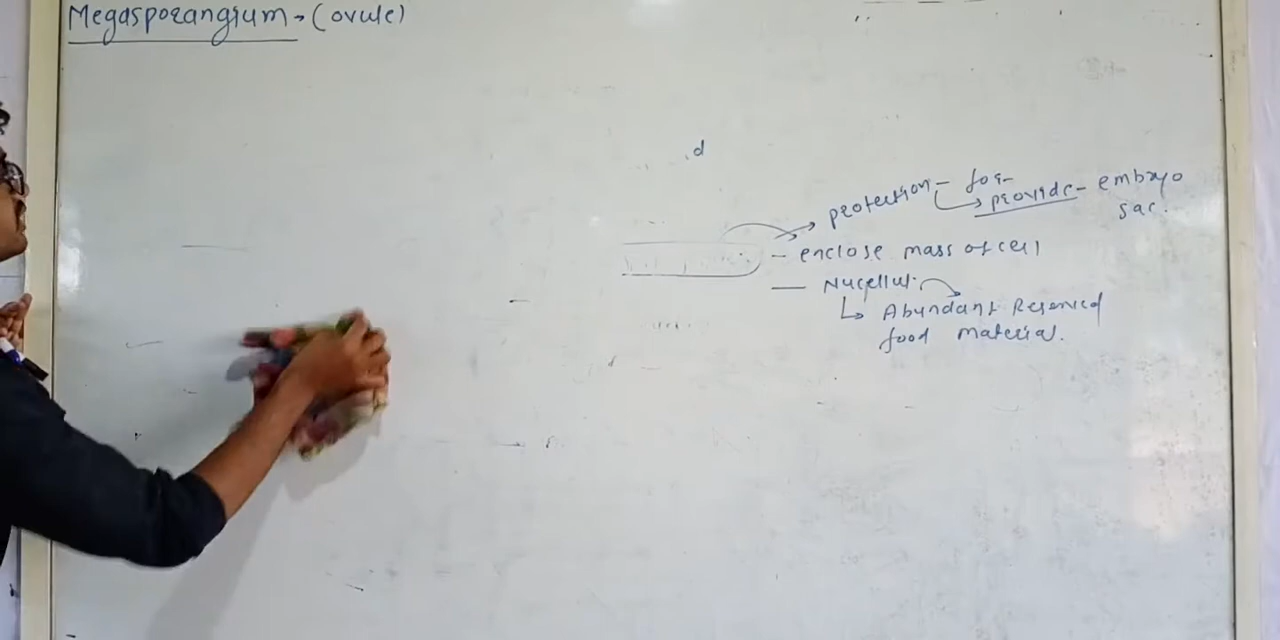 Megasporangium → (ovule)
d
protection – for
→ provide – embryo
sac.
– enclose mass of cell
— Nucellus
↳ Abundant Reserved
food material.